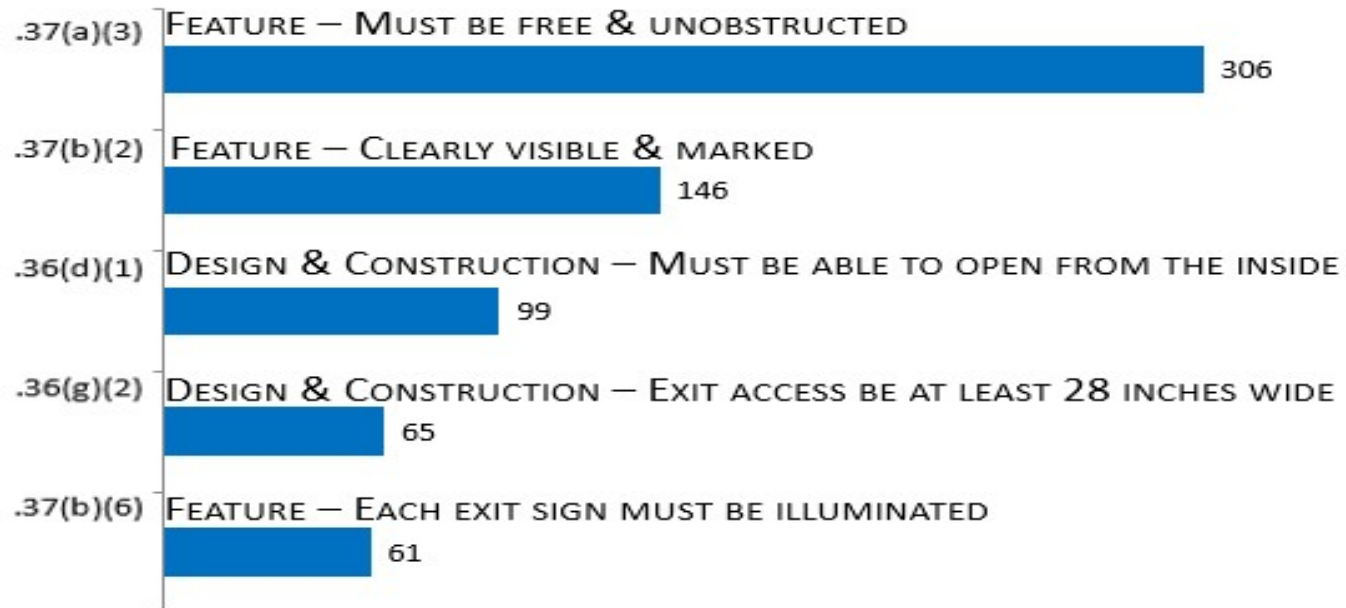 .37(a)(3) FEATURE – MUST BE FREE & UNOBSTRUCTED
306
.37(b)(2) FEATURE – CLEARLY VISIBLE & MARKED
146
.36(d)(1) DESIGN & CONSTRUCTION – MUST BE ABLE TO OPEN FROM THE INSIDE
99
.36(g)(2) DESIGN & CONSTRUCTION – EXIT ACCESS BE AT LEAST 28 INCHES WIDE
65
.37(b)(6) FEATURE – EACH EXIT SIGN MUST BE ILLUMINATED
61